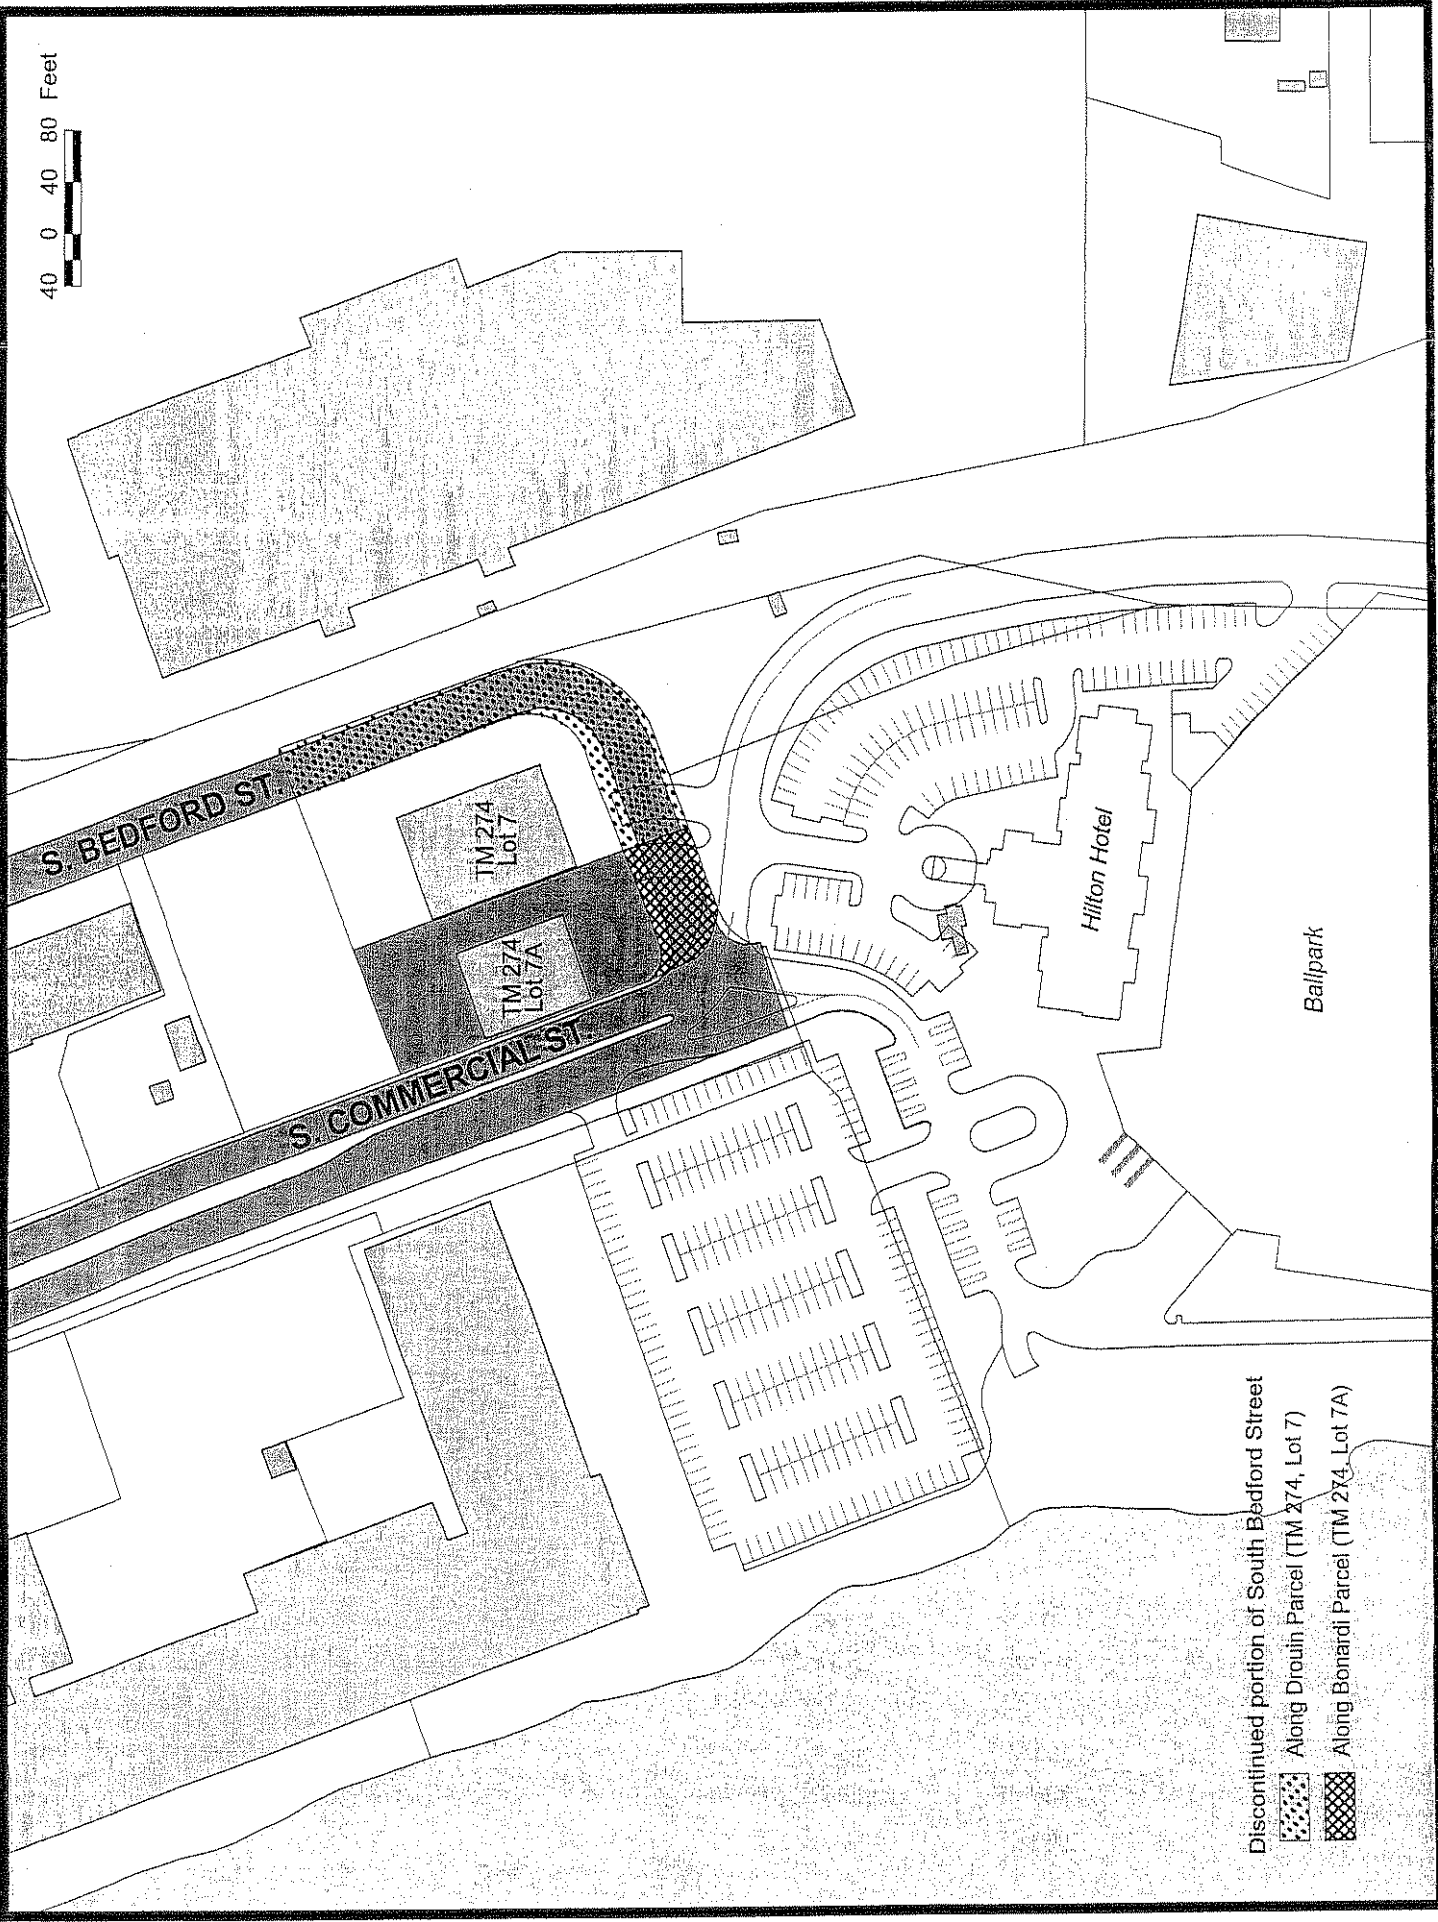 40 0 40 80 Feet
S. BEDFORD ST.
TM 274
Lot 7
TM 274
Lot 7A
S. COMMERCIAL ST.
Hilton Hotel
Ballpark
Discontinued portion of South Bedford Street
Along Drouin Parcel (TM 274, Lot 7)
Along Bonardi Parcel (TM 274, Lot 7A)